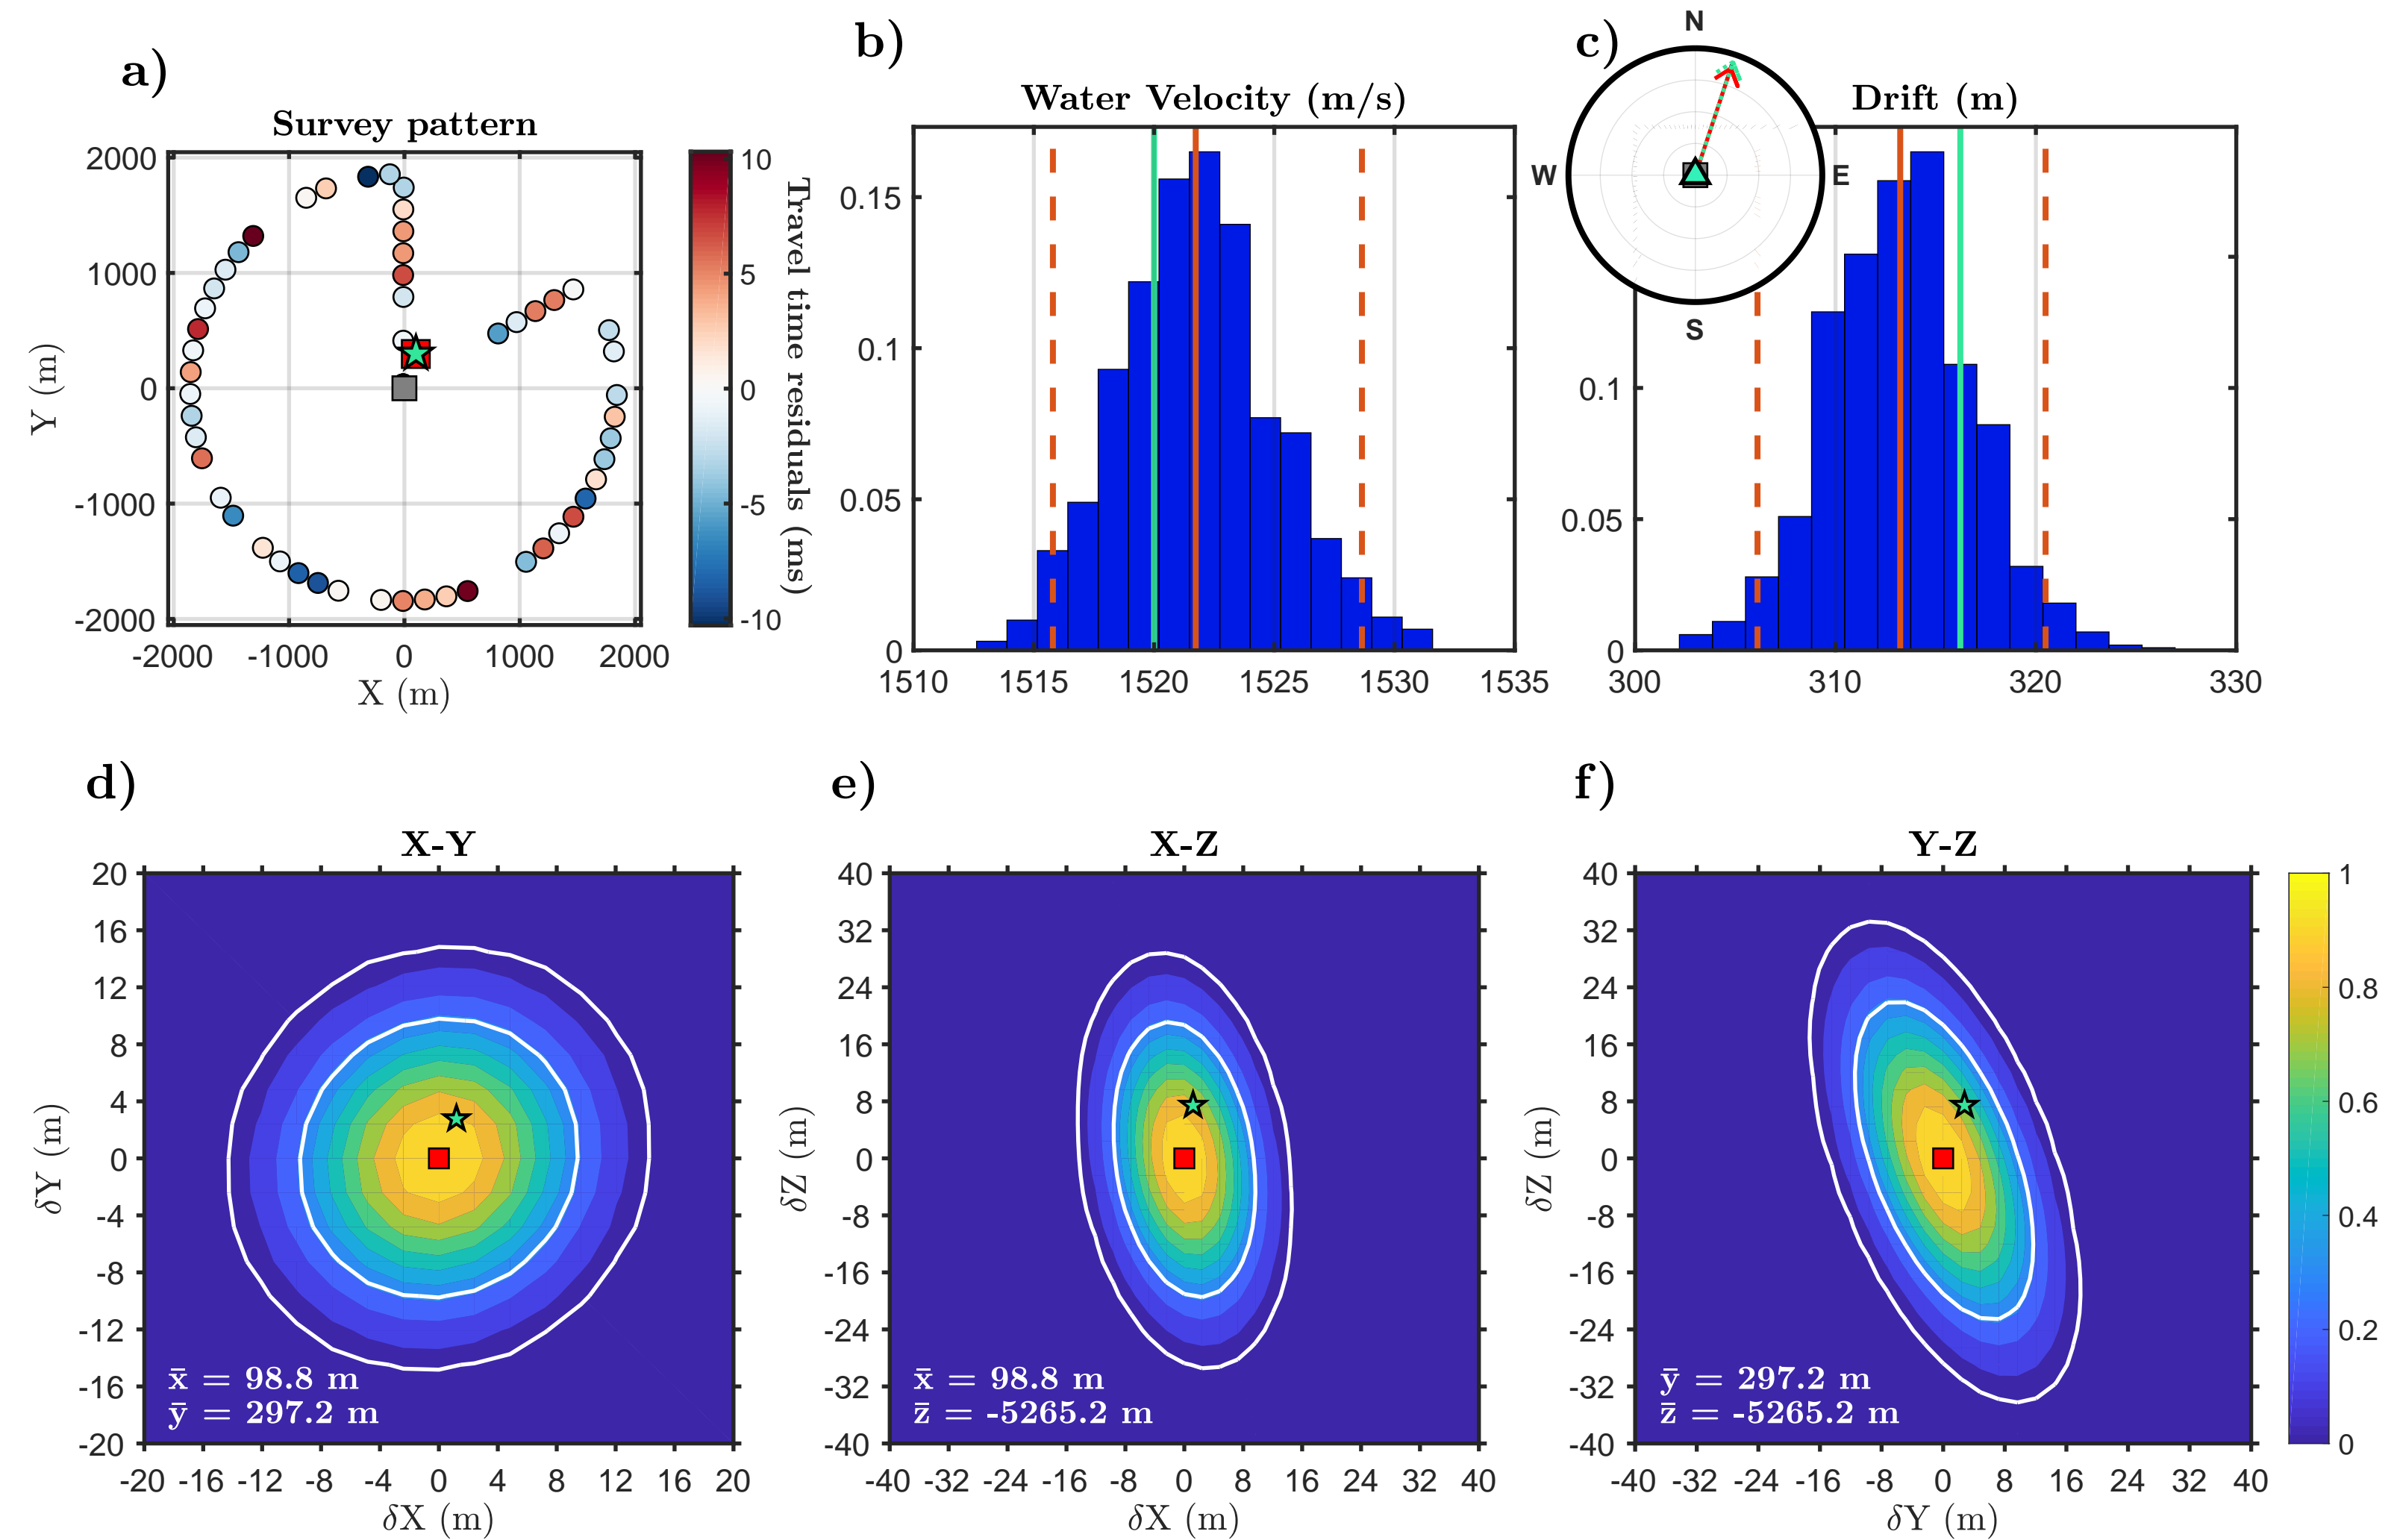 a)
Survey pattern
2000
1000
0
-1000
-2000
-2000 -1000 0 1000 2000
X (m)
Y (m)
10
5
0
-5
-10
Travel time residuals (ms)
b)
Water Velocity (m/s)
0.15
0.1
0.05
0
1510 1515 1520 1525 1530 1535
c)
N
W
E
S
Drift (m)
0.1
0.05
0
300 310 320 330
d)
X-Y
20
16
12
8
4
0
-4
-8
-12
-16
-20
-20 -16 -12 -8 -4 0 4 8 12 16 20
δX (m)
δY (m)
x̄ = 98.8 m
ȳ = 297.2 m
e)
X-Z
40
32
24
16
8
0
-8
-16
-24
-32
-40
-40 -32 -24 -16 -8 0 8 16 24 32 40
δX (m)
δZ (m)
x̄ = 98.8 m
z̄ = -5265.2 m
f)
Y-Z
40
32
24
16
8
0
-8
-16
-24
-32
-40
-40 -32 -24 -16 -8 0 8 16 24 32 40
δY (m)
δZ (m)
ȳ = 297.2 m
z̄ = -5265.2 m
1
0.8
0.6
0.4
0.2
0